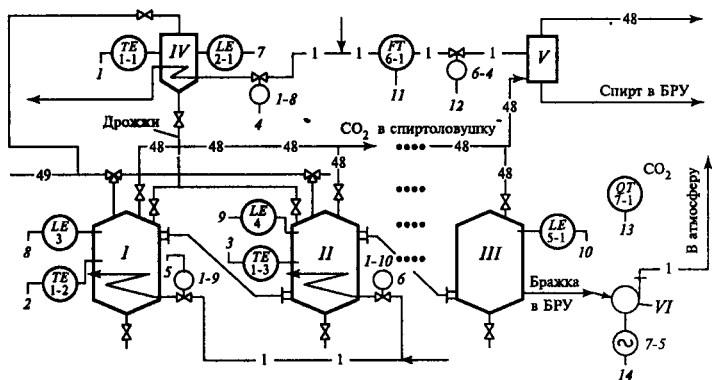 48 48
TE 1-1 IV LE 2-1 7 1 1 FT 6-1 1 1 V
1 1-8 11 6-4
4 12 48 Спирт в БРУ
Дрожжи
CO2 в спиртоловушку
48 48 48 48 48 48
49
QT 7-1 CO2
13
В атмосферу
LE 3 9 LE 4 LE 5-1
8 I 3 II III 10
TE 1-2 5 1-9 TE 1-3 1-10 6
2
Бражка в БРУ
1
VI
7-5
1 1 14